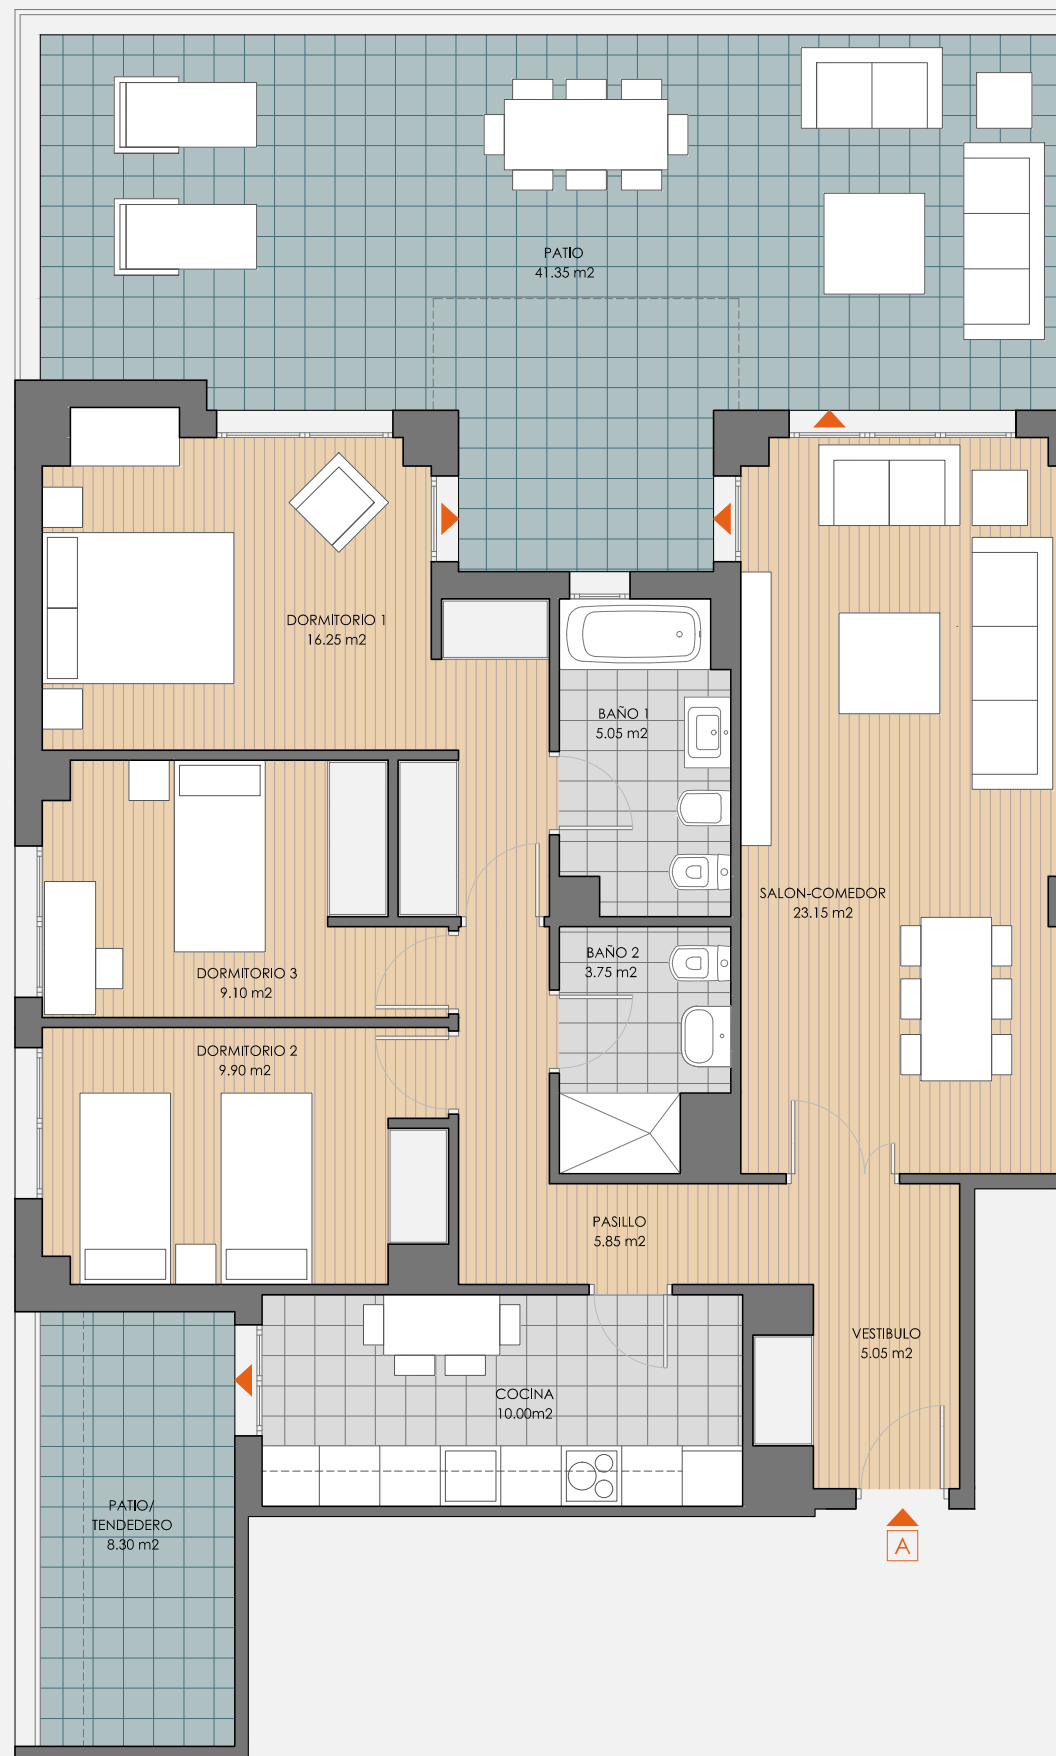 PATIO
41.35 m2
DORMITORIO 1
16.25 m2
BAÑO 1
5.05 m2
SALON-COMEDOR
23.15 m2
BAÑO 2
3.75 m2
DORMITORIO 3
9.10 m2
DORMITORIO 2
9.90 m2
PASILLO
5.85 m2
VESTIBULO
5.05 m2
COCINA
10.00m2
PATIO/
TENDEDERO
8.30 m2
A